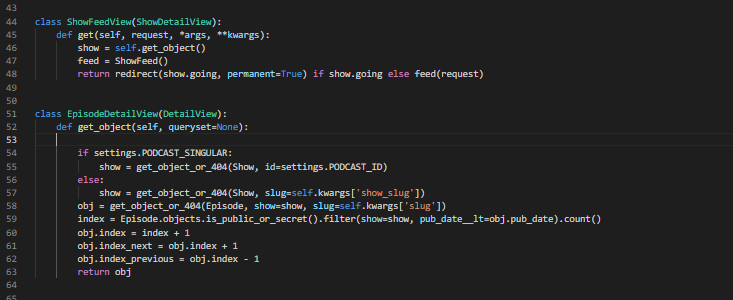 43
44 class ShowFeedView(ShowDetailView):
45     def get(self, request, *args, **kwargs):
46         show = self.get_object()
47         feed = ShowFeed()
48         return redirect(show.going, permanent=True) if show.going else feed(request)
49
50
51 class EpisodeDetailView(DetailView):
52     def get_object(self, queryset=None):
53
54         if settings.PODCAST_SINGULAR:
55             show = get_object_or_404(Show, id=settings.PODCAST_ID)
56         else:
57             show = get_object_or_404(Show, slug=self.kwargs['show_slug'])
58         obj = get_object_or_404(Episode, show=show, slug=self.kwargs['slug'])
59         index = Episode.objects.is_public_or_secret().filter(show=show, pub_date__lt=obj.pub_date).count()
60         obj.index = index + 1
61         obj.index_next = obj.index + 1
62         obj.index_previous = obj.index - 1
63         return obj
64
65